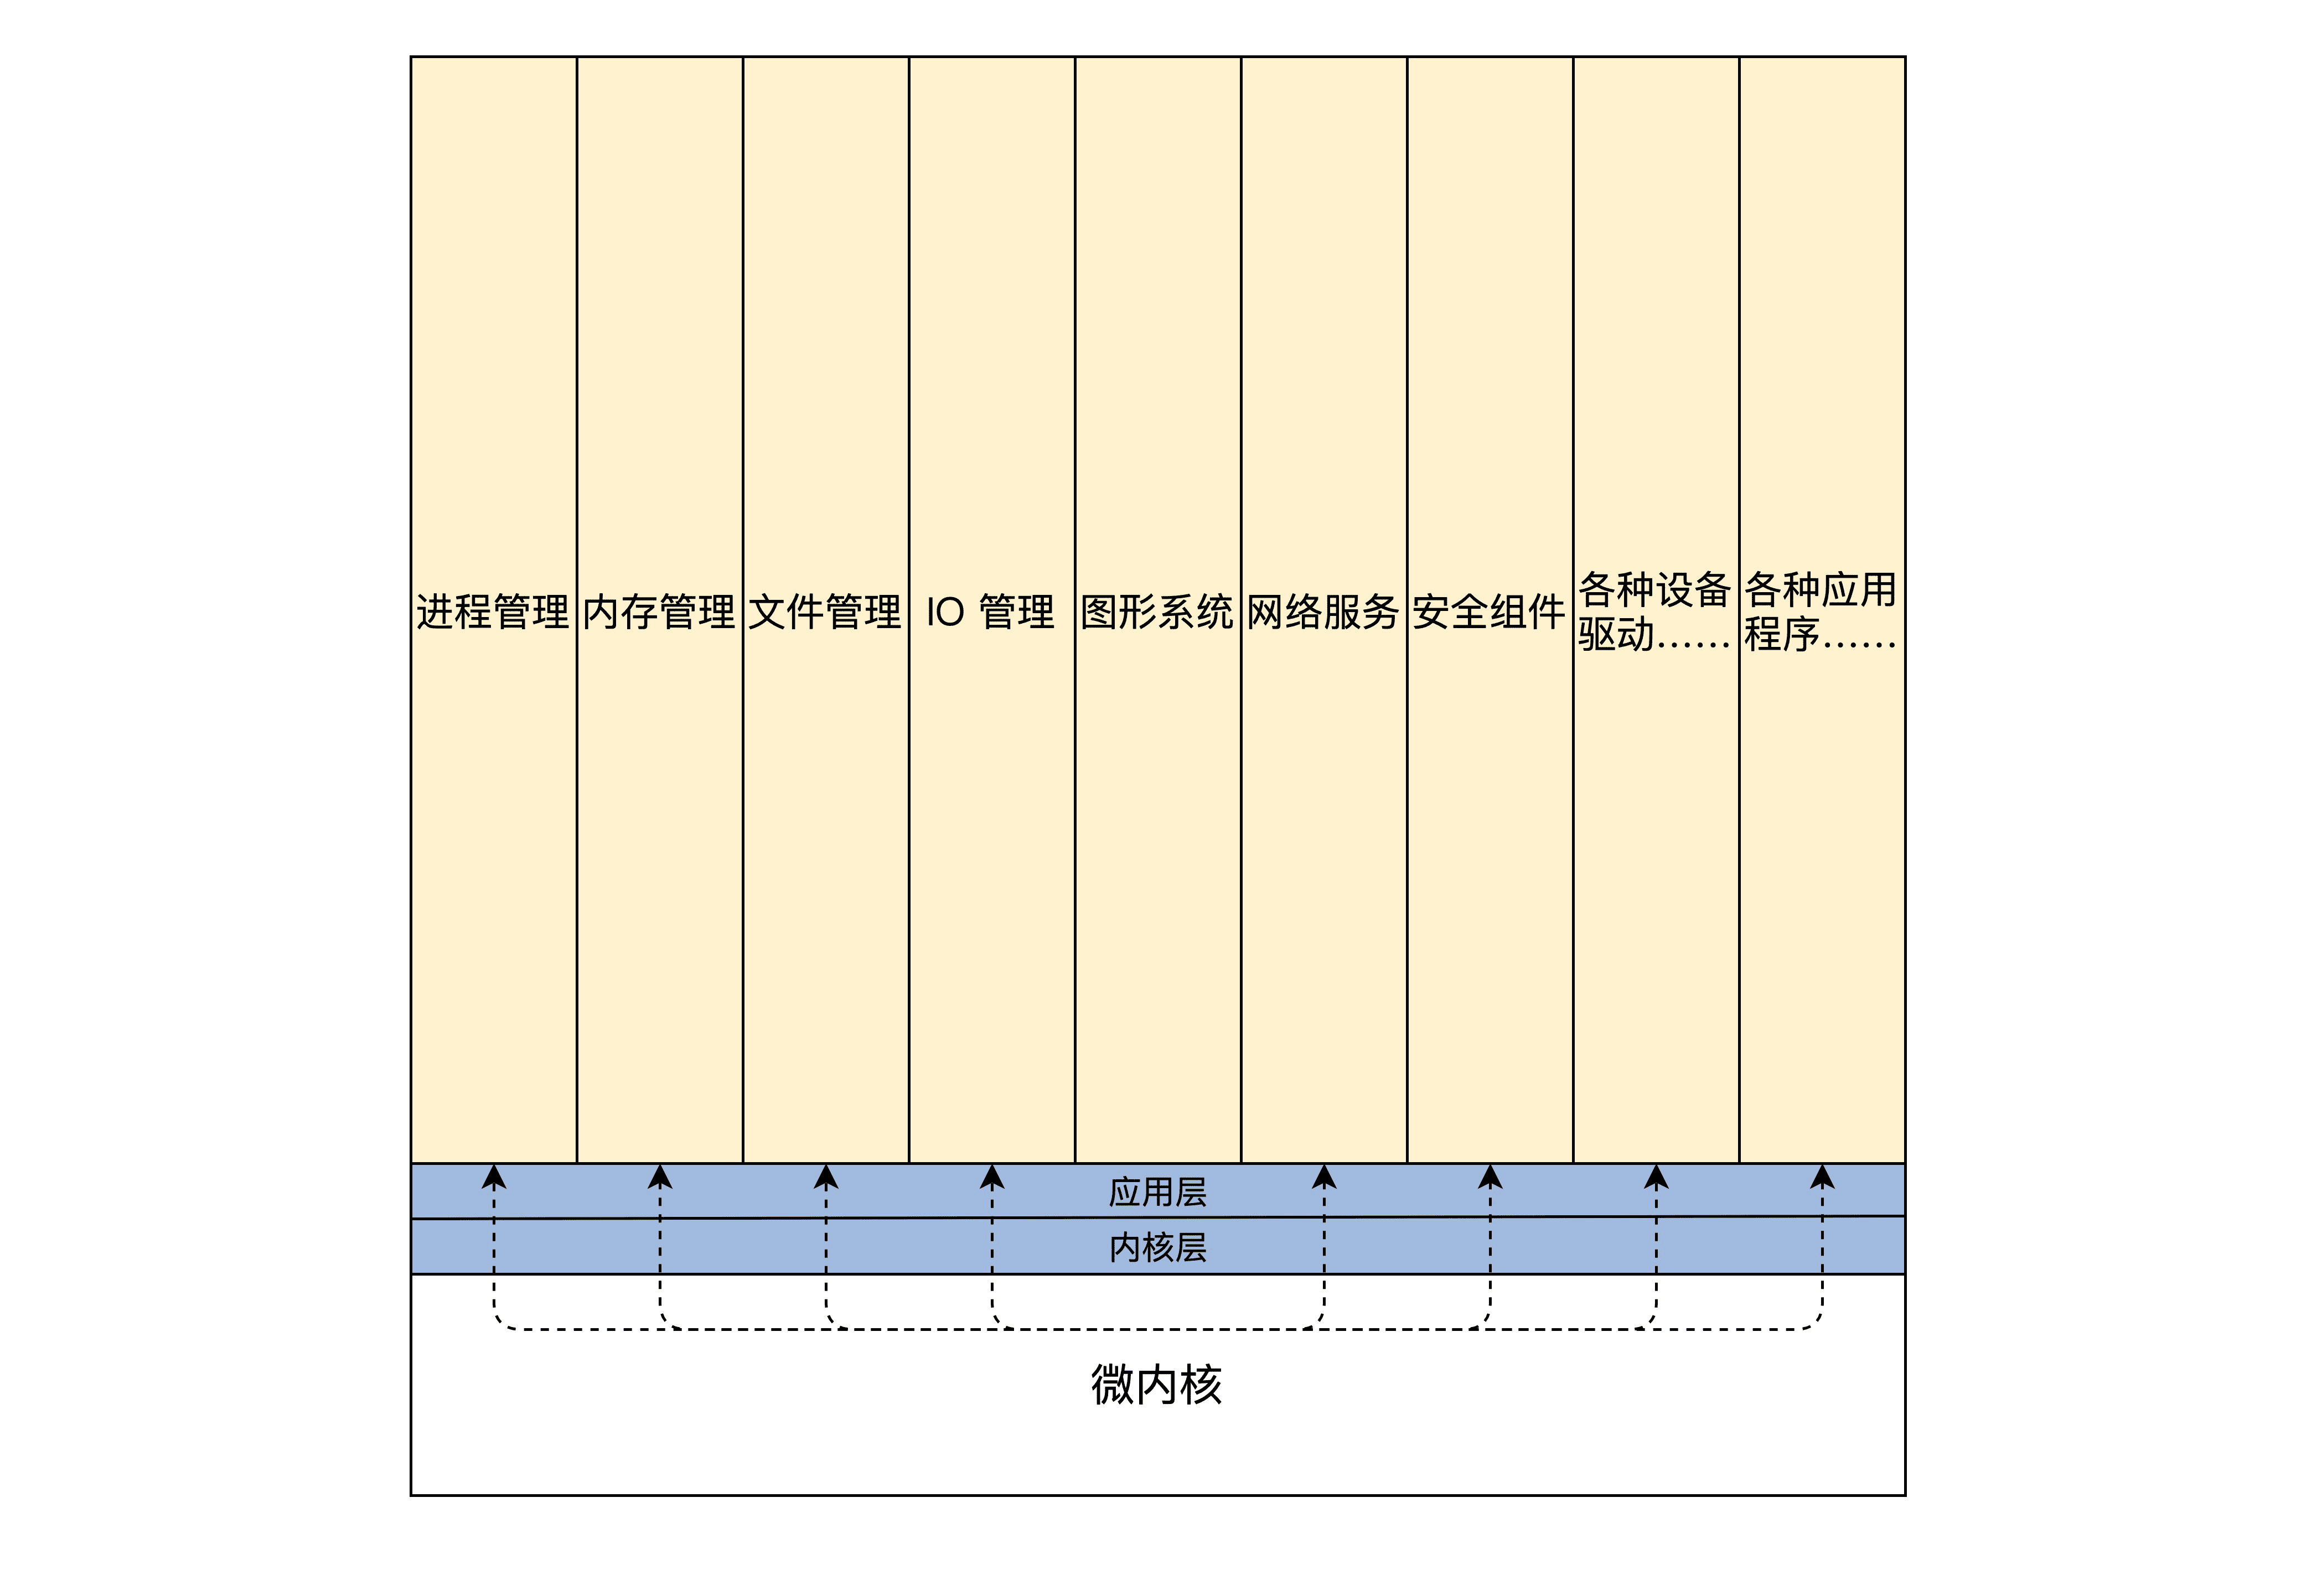 进程管理
内存管理
文件管理
IO 管理
图形系统
网络服务
安全组件
各种设备
驱动......
各种应用
程序......
应用层
内核层
微内核